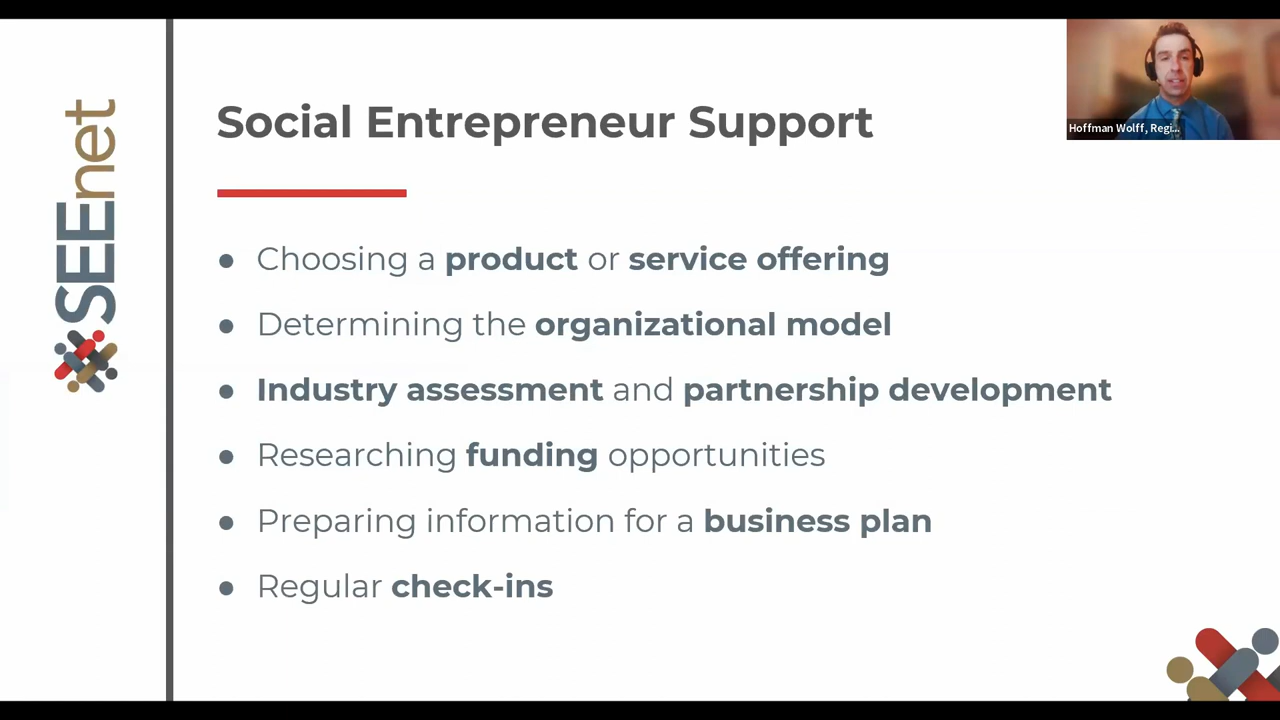 SEEnet
Social Entrepreneur Support
Hoffman Wolff, Regi...
● Choosing a product or service offering
● Determining the organizational model
● Industry assessment and partnership development
● Researching funding opportunities
● Preparing information for a business plan
● Regular check-ins